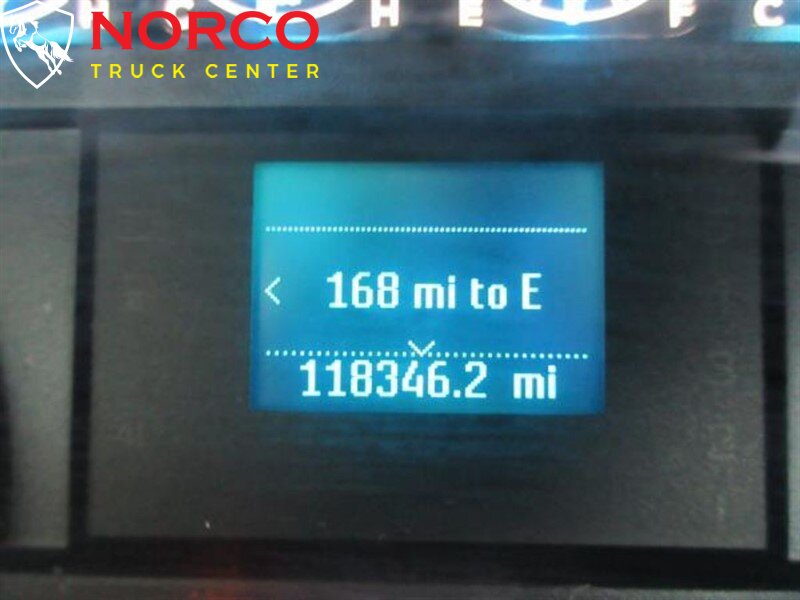 C H E F C
NORCO
TRUCK CENTER
< 168 mi to E
118346.2 mi